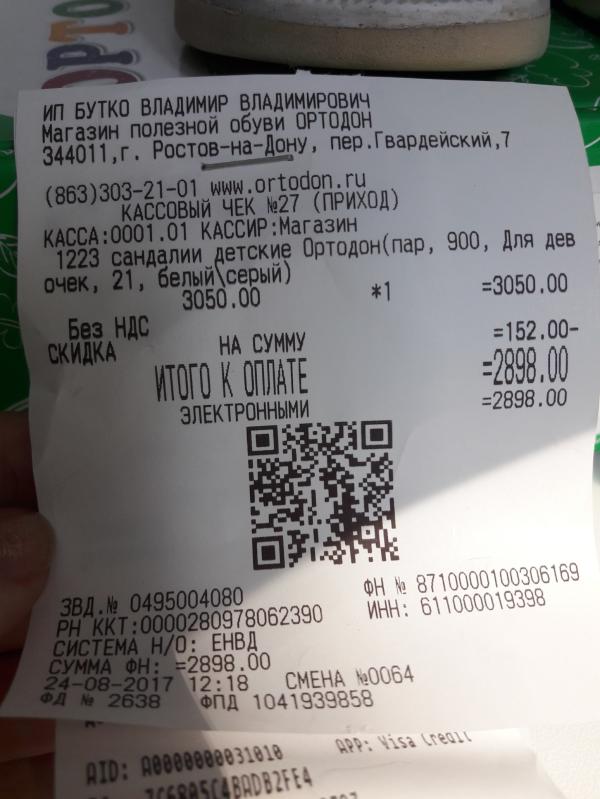 ОРТО
ИП БУТКО ВЛАДИМИР ВЛАДИМИРОВИЧ
Магазин полезной обуви ОРТОДОН
344011,г. Ростов-на-Дону, пер.Гвардейский,7
(863)303-21-01 www.ortodon.ru
КАССОВЫЙ ЧЕК №27 (ПРИХОД)
КАССА:0001.01 КАССИР:Магазин
1223 сандалии детские Ортодон(пар, 900, Для дев
очек, 21, белый\серый)
3050.00 *1 =3050.00
Без НДС
СКИДКА НА СУММУ =152.00-
ИТОГО К ОПЛАТЕ =2898.00
ЭЛЕКТРОННЫМИ =2898.00
ЗВД.№ 0495004080 ФН № 8710000100306169
РН ККТ:0000280978062390 ИНН: 611000019398
СИСТЕМА Н/О: ЕНВД
СУММА ФН: =2898.00
24-08-2017 12:18 СМЕНА №0064
ФД № 2638 ФПД 1041939858
AID: A0000000031010 APP: Visa Credit